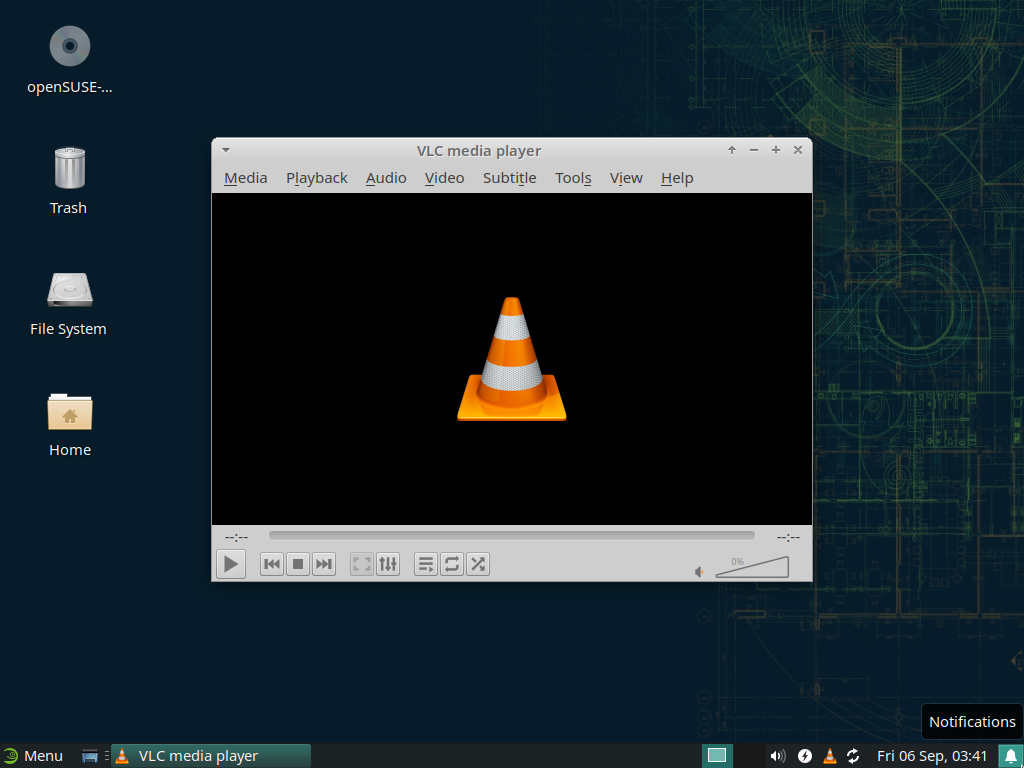 openSUSE-...
Trash
File System
Home
VLC media player
Media Playback Audio Video Subtitle Tools View Help
--:-- --:--
0%
Notifications
Menu VLC media player Fri 06 Sep, 03:41